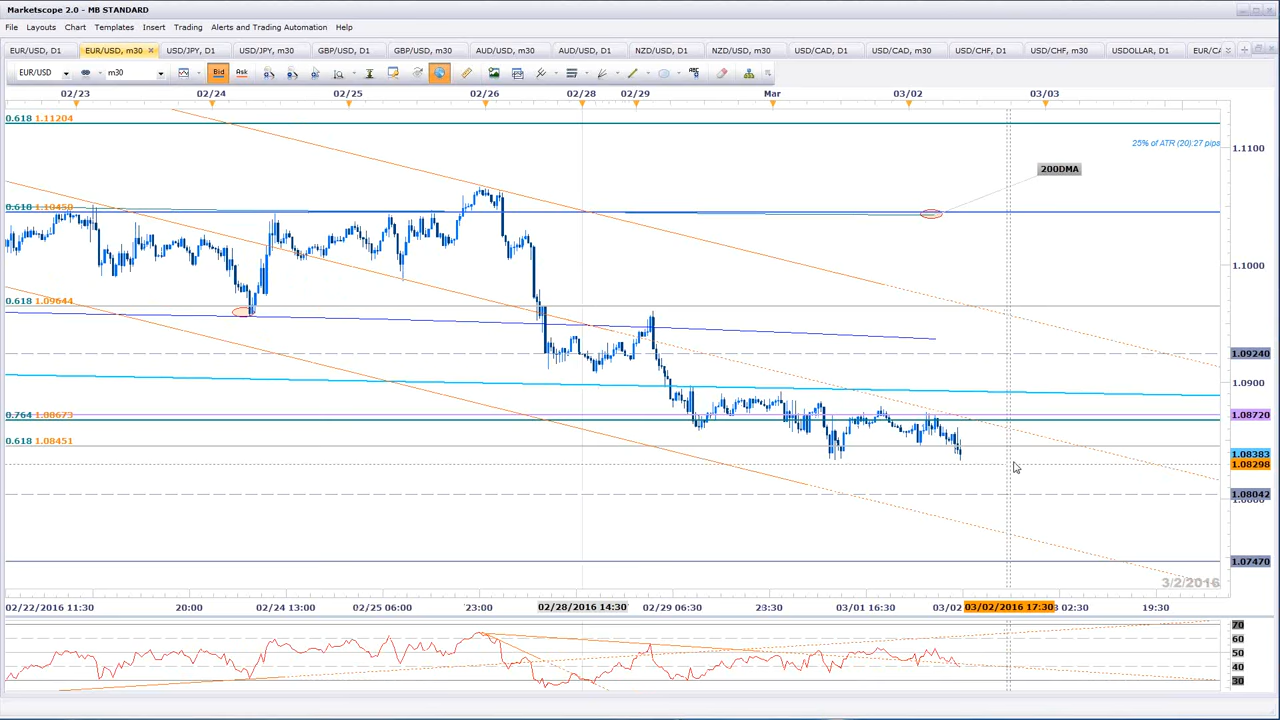 Marketscope 2.0 - MB STANDARD
File Layouts Chart Templates Insert Trading Alerts and Trading Automation Help
EUR/USD, D1 EUR/USD, m30 USD/JPY, D1 USD/JPY, m30 GBP/USD, D1 GBP/USD, m30 AUD/USD, m30 AUD/USD, D1 NZD/USD, D1 NZD/USD, m30 USD/CAD, D1 USD/CAD, m30 USD/CHF, D1 USD/CHF, m30 USDOLLAR, D1 EUR/CA
EUR/USD m30 Bid Ask ABC
02/23 02/24 02/25 02/26 02/28 02/29 Mar 03/02 03/03
0.618 1.11204
25% of ATR (20):27 pips
1.1100
200DMA
0.618 1.10450
1.1000
0.618 1.09644
1.09240
1.0900
0.764 1.08673
1.08720
0.618 1.08451
1.08383
1.08298
1.08042
1.07470
3/2/2016
02/22/2016 11:30 20:00 02/24 13:00 02/25 06:00 23:00 02/28/2016 14:30 02/29 06:30 23:30 03/01 16:30 03/02 03/02/2016 17:30 02:30 19:30
70
60
50
40
30